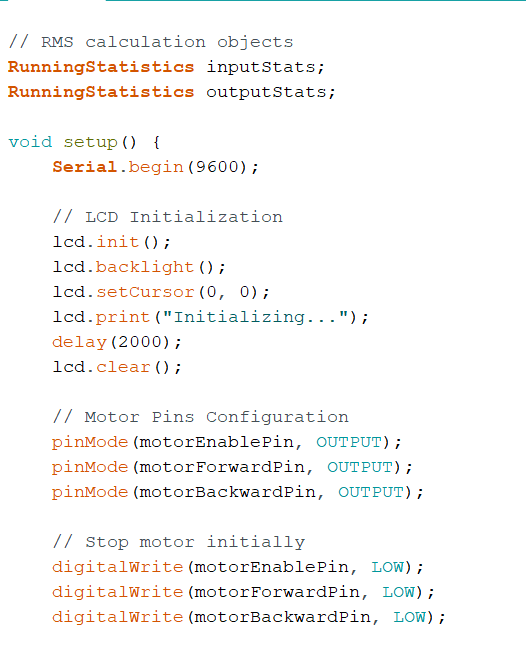 // RMS calculation objects
RunningStatistics inputStats;
RunningStatistics outputStats;
void setup() {
Serial.begin(9600);
// LCD Initialization
lcd.init();
lcd.backlight();
lcd.setCursor(0, 0);
lcd.print("Initializing...");
delay(2000);
lcd.clear();
// Motor Pins Configuration
pinMode(motorEnablePin, OUTPUT);
pinMode(motorForwardPin, OUTPUT);
pinMode(motorBackwardPin, OUTPUT);
// Stop motor initially
digitalWrite(motorEnablePin, LOW);
digitalWrite(motorForwardPin, LOW);
digitalWrite(motorBackwardPin, LOW);